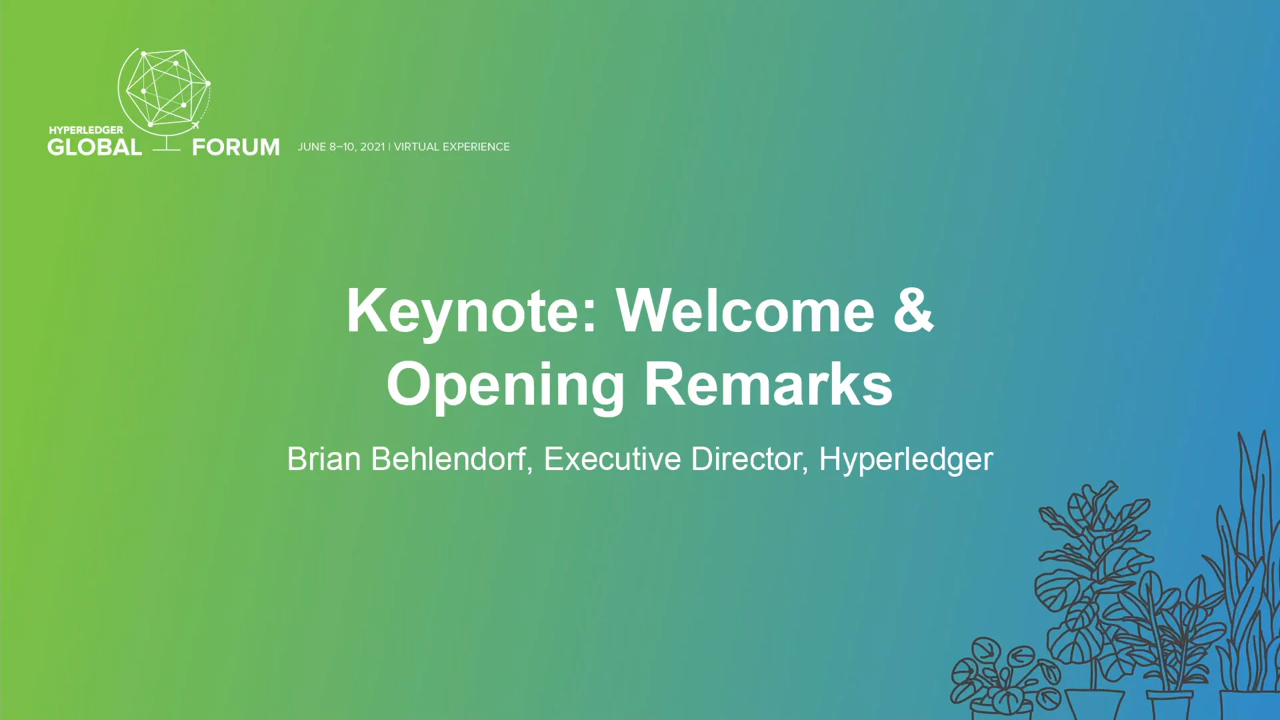 HYPERLEDGER
GLOBAL FORUM JUNE 8–10, 2021 | VIRTUAL EXPERIENCE
Keynote: Welcome &
Opening Remarks
Brian Behlendorf, Executive Director, Hyperledger